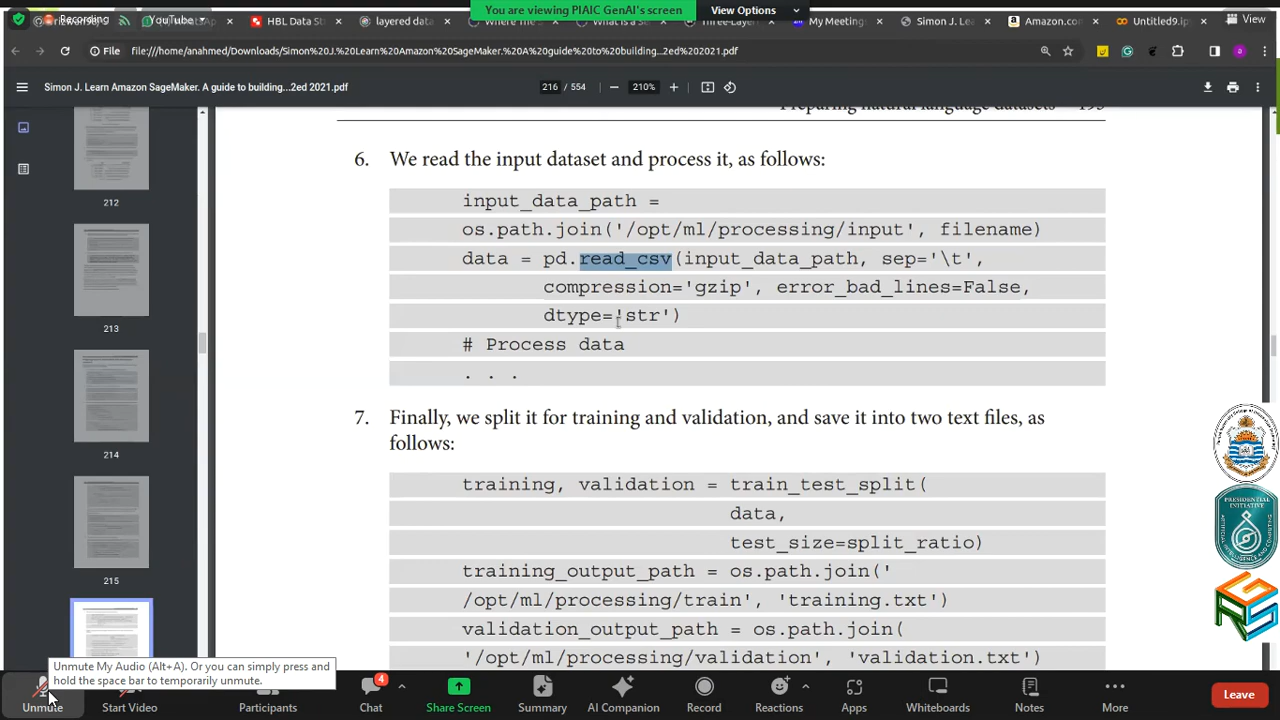 Recording
YouTube
HBL Data St
layered data
Where
What is a S
Three-Lay
My Meeting
Simon J. Le
Amazon.co
Untitled9.ip
View
You are viewing PIAIC GenAI's screen
View Options
File
file:///home/anahmed/Downloads/Simon%20J.%20Learn%20Amazon%20SageMaker.%20A%20guide%20to%20building...2ed%202021.pdf
Simon J. Learn Amazon SageMaker. A guide to building...2ed 2021.pdf
216 / 554
210%
Preparing natural language datasets 195
6. We read the input dataset and process it, as follows:
input_data_path =
os.path.join('/opt/ml/processing/input', filename)
data = pd.read_csv(input_data_path, sep='\t',
compression='gzip', error_bad_lines=False,
dtype='str')
# Process data
. . .
7. Finally, we split it for training and validation, and save it into two text files, as
follows:
training, validation = train_test_split(
data,
test_size=split_ratio)
training_output_path = os.path.join('
/opt/ml/processing/train', 'training.txt')
validation_output_path = os.path.join(
'/opt/ml/processing/validation', 'validation.txt')
212
213
214
215
PRESIDENTIAL
INITIATIVE
Unmute My Audio (Alt+A). Or you can simply press and
hold the space bar to temporarily unmute.
Unmute
Start Video
Participants
4
Chat
Share Screen
Summary
AI Companion
Record
Reactions
Apps
Whiteboards
Notes
More
Leave